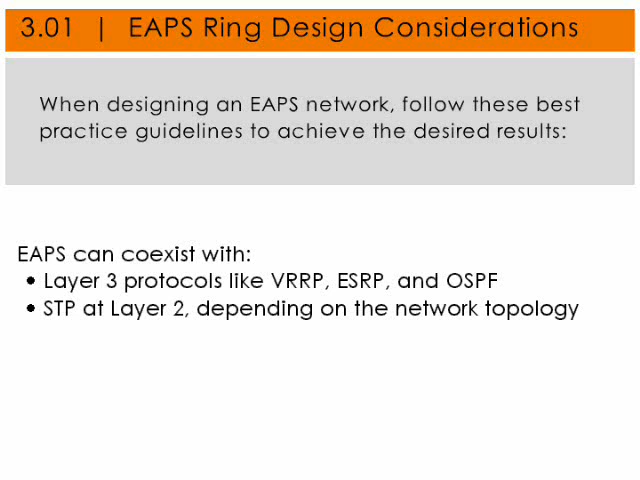 3.01 | EAPS Ring Design Considerations
When designing an EAPS network, follow these best
practice guidelines to achieve the desired results:
EAPS can coexist with:
• Layer 3 protocols like VRRP, ESRP, and OSPF
• STP at Layer 2, depending on the network topology